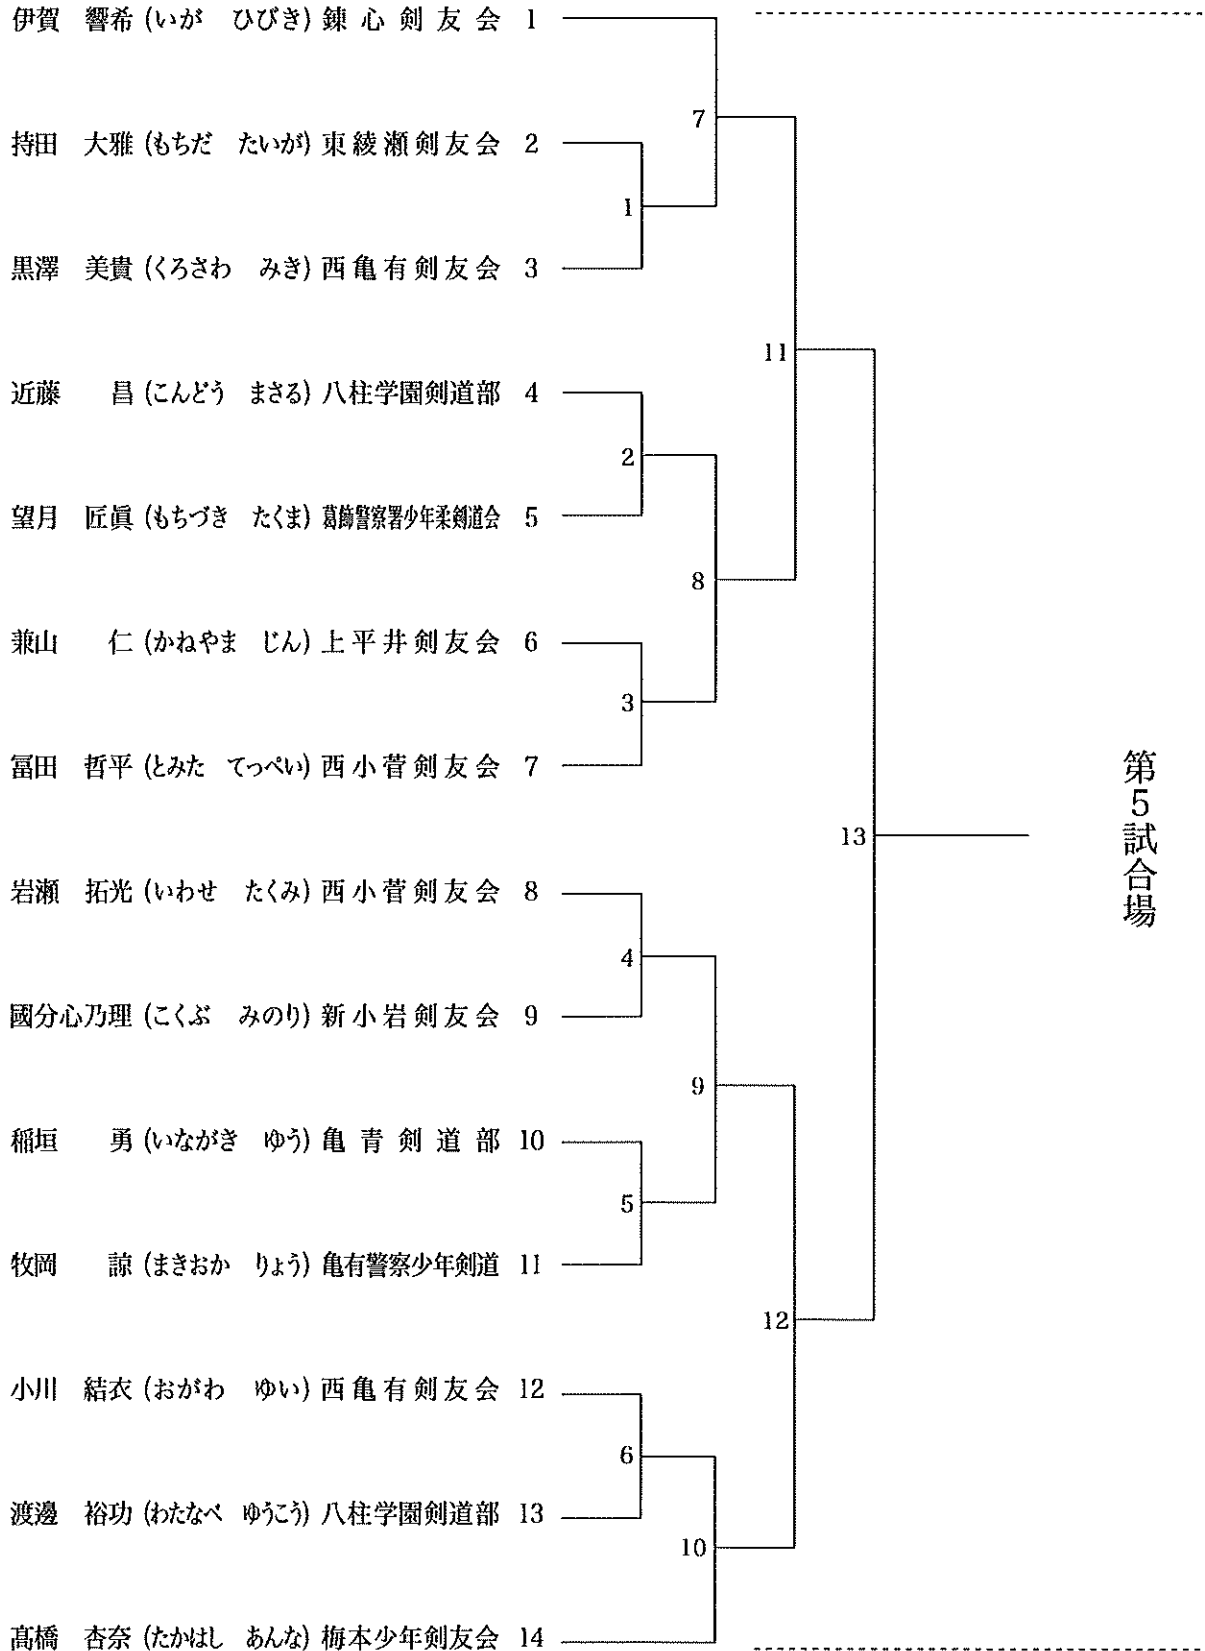 伊賀　響希 (いが　ひびき) 錬心剣友会 1
7
持田　大雅 (もちだ　たいが) 東綾瀬剣友会 2
1
黒澤　美貴 (くろさわ　みき) 西亀有剣友会 3
11
近藤　昌 (こんどう　まさる) 八柱学園剣道部 4
2
望月　匠眞 (もちづき　たくま) 葛飾警察署少年柔剣道会 5
8
兼山　仁 (かねやま　じん) 上平井剣友会 6
3
冨田　哲平 (とみた　てっぺい) 西小菅剣友会 7
13
第5試合場
岩瀬　拓光 (いわせ　たくみ) 西小菅剣友会 8
4
國分心乃理 (こくぶ　みのり) 新小岩剣友会 9
9
稲垣　勇 (いながき　ゆう) 亀青剣道部 10
5
牧岡　諒 (まきおか　りょう) 亀有警察少年剣道 11
12
小川　結衣 (おがわ　ゆい) 西亀有剣友会 12
6
渡邊　裕功 (わたなべ　ゆうこう) 八柱学園剣道部 13
10
髙橋　杏奈 (たかはし　あんな) 梅本少年剣友会 14